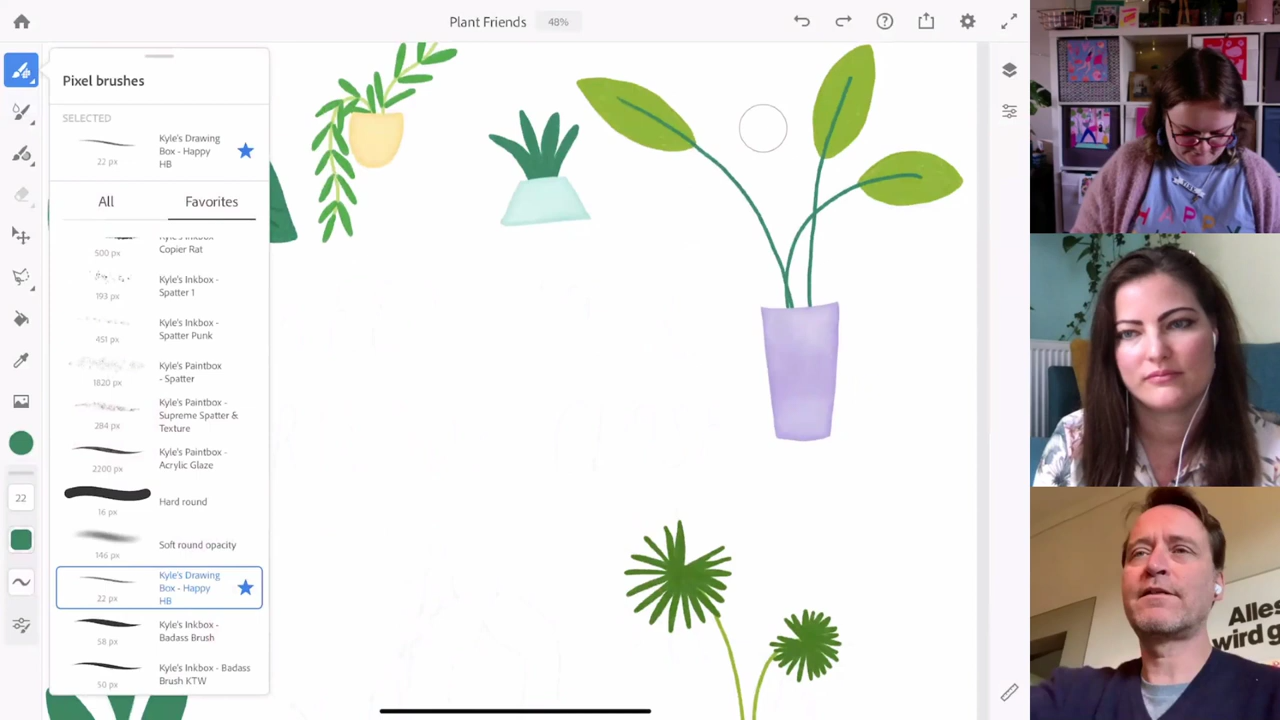 Plant Friends
48%
Pixel brushes
SELECTED
Kyle's Drawing
Box - Happy
HB
22 px
All
Favorites
Copier Rat
500 px
Kyle's Inkbox -
Spatter 1
193 px
Kyle's Inkbox -
Spatter Punk
451 px
Kyle's Paintbox
- Spatter
1820 px
Kyle's Paintbox -
Supreme Spatter &
Texture
284 px
Kyle's Paintbox -
Acrylic Glaze
2200 px
Hard round
16 px
Soft round opacity
146 px
Kyle's Drawing
Box - Happy
HB
22 px
Kyle's Inkbox -
Badass Brush
58 px
Kyle's Inkbox - Badass
Brush KTW
50 px
22
HAPPY
Alles
wird g